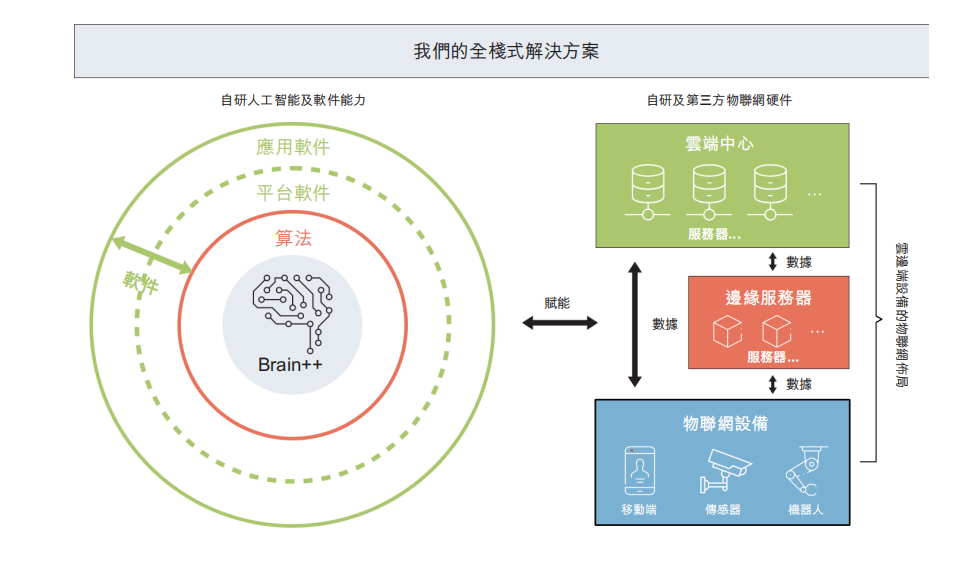 我們的全棧式解決方案
自研人工智能及軟件能力
自研及第三方物聯網硬件
應用軟件
平台軟件
算法
軟件
Brain++
賦能
雲端中心
...
服務器...
數據
數據
邊緣服務器
...
服務器...
數據
物聯網設備
移動端
傳感器
機器人
雲邊端設備的物聯網佈局